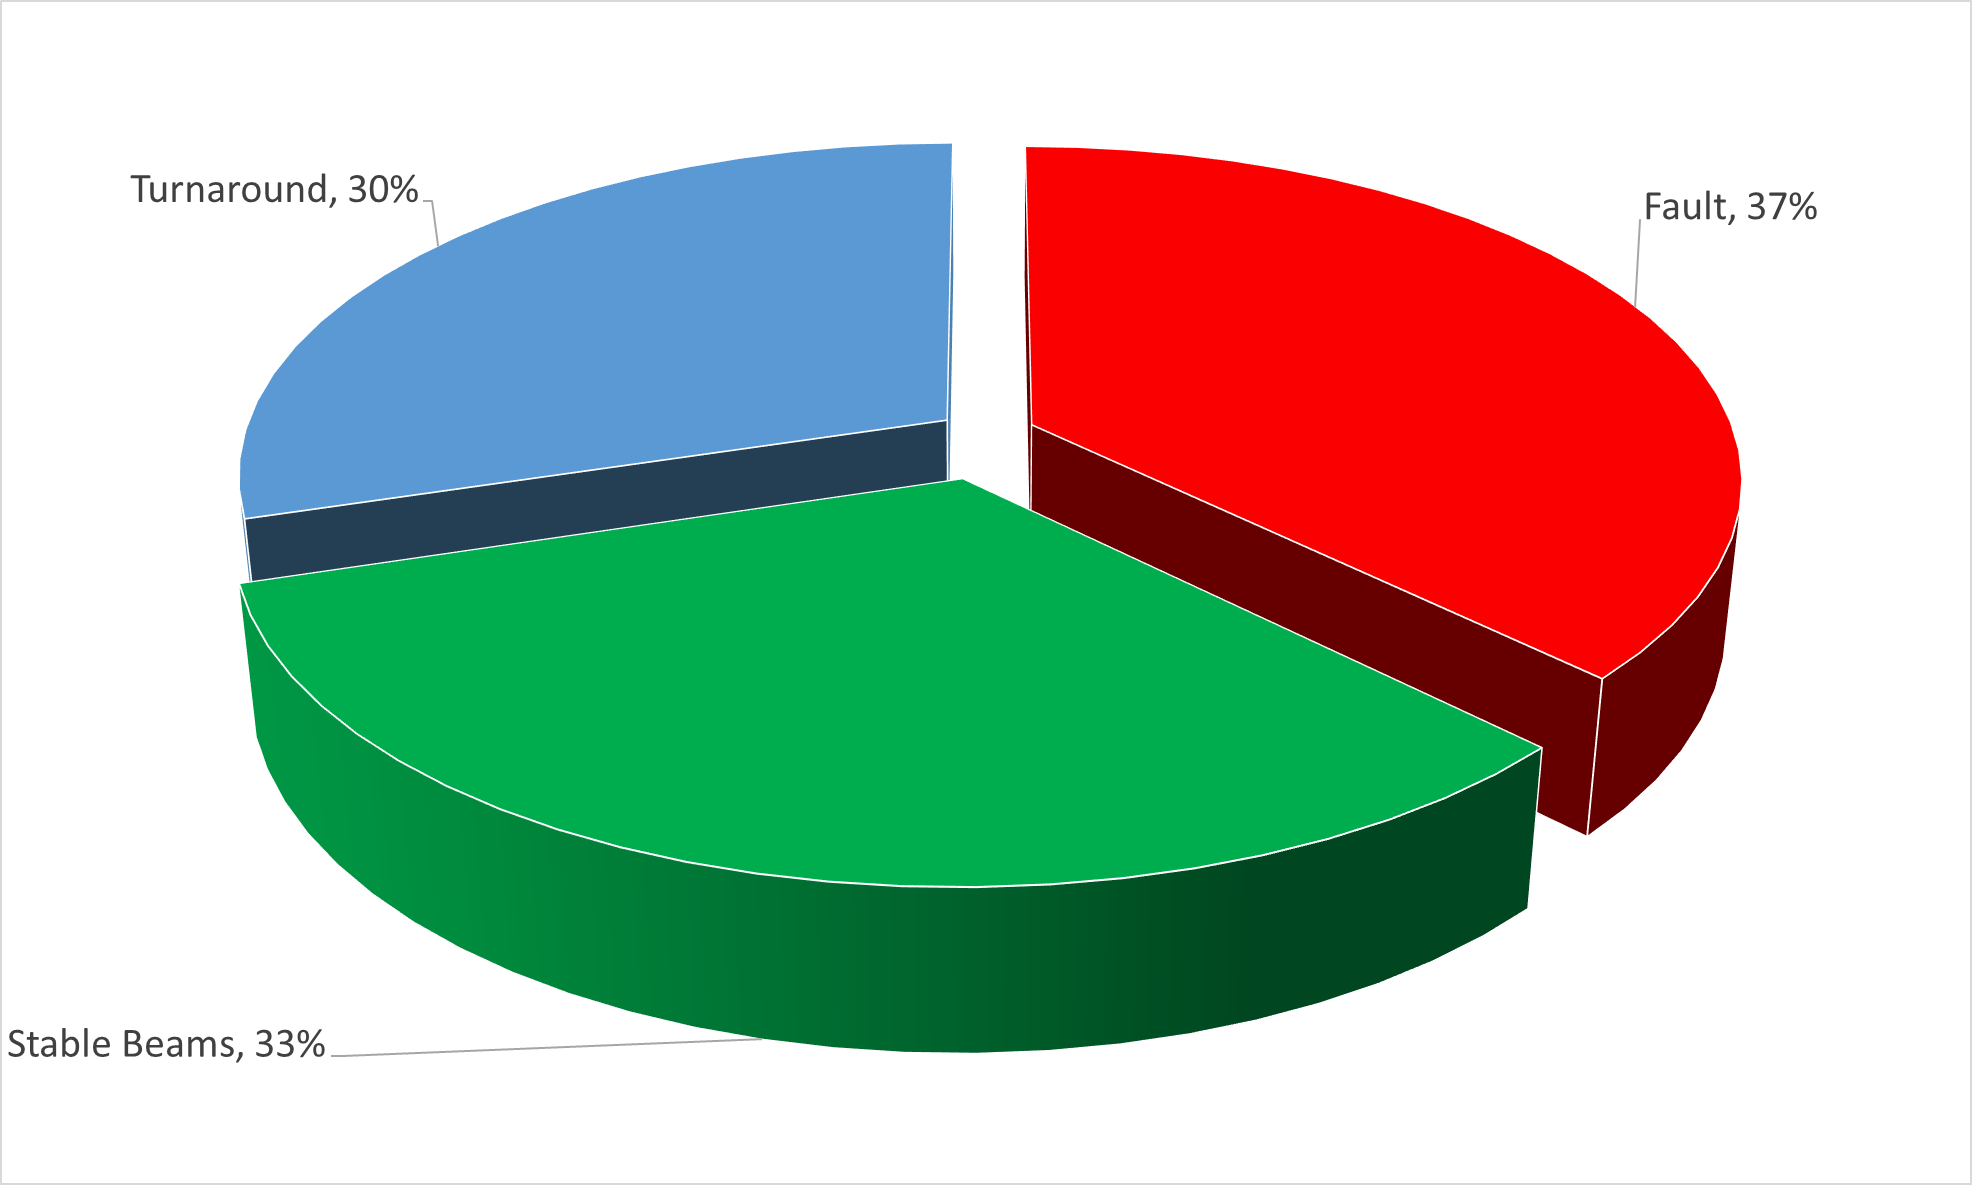 Turnaround, 30%
Fault, 37%
Stable Beams, 33%